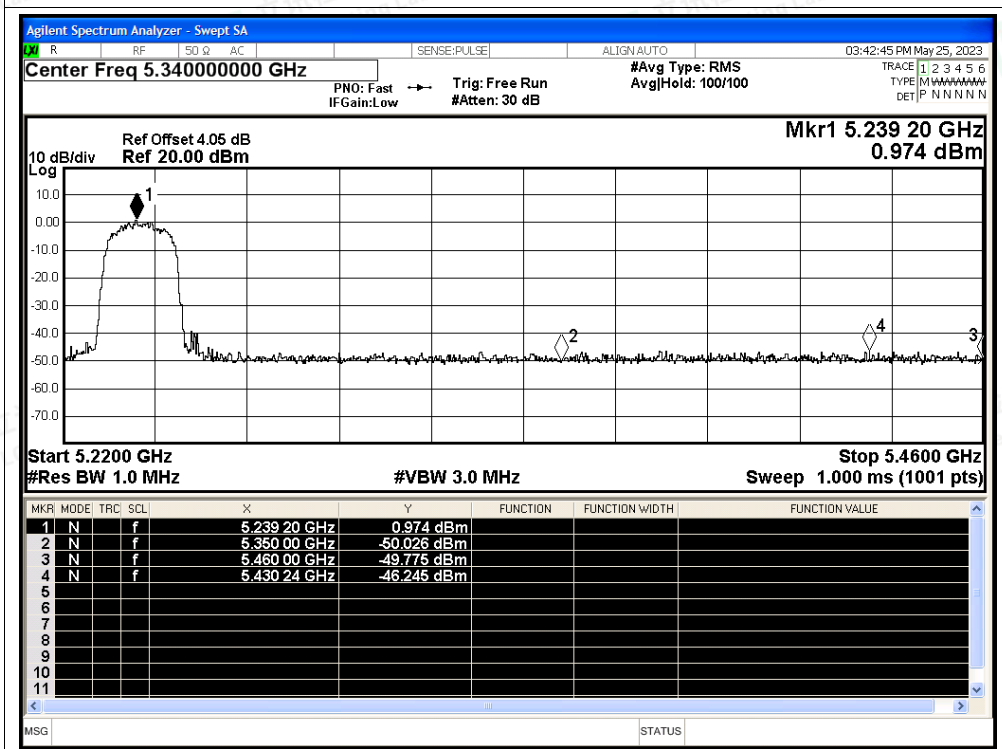 Agilent Spectrum Analyzer - Swept SA
LXI R RF 50 Ω AC SENSE:PULSE ALIGN AUTO 03:42:45 PM May 25, 2023
Center Freq 5.340000000 GHz #Avg Type: RMS TRACE 1 2 3 4 5 6
PNO: Fast Trig: Free Run Avg|Hold: 100/100 TYPE M
IFGain:Low #Atten: 30 dB DET P N N N N N
Mkr1 5.239 20 GHz
Ref Offset 4.05 dB
10 dB/div Ref 20.00 dBm 0.974 dBm
Log
10.0
1
0.00
-10.0
-20.0
-30.0
-40.0
2
4
3
-50.0
-60.0
-70.0
Start 5.2200 GHz Stop 5.4600 GHz
#Res BW 1.0 MHz #VBW 3.0 MHz Sweep 1.000 ms (1001 pts)
MKR MODE TRC SCL X Y FUNCTION FUNCTION WIDTH FUNCTION VALUE
1 N f 5.239 20 GHz 0.974 dBm
2 N f 5.350 00 GHz -50.026 dBm
3 N f 5.460 00 GHz -49.775 dBm
4 N f 5.430 24 GHz -46.245 dBm
5
6
7
8
9
10
11
MSG STATUS